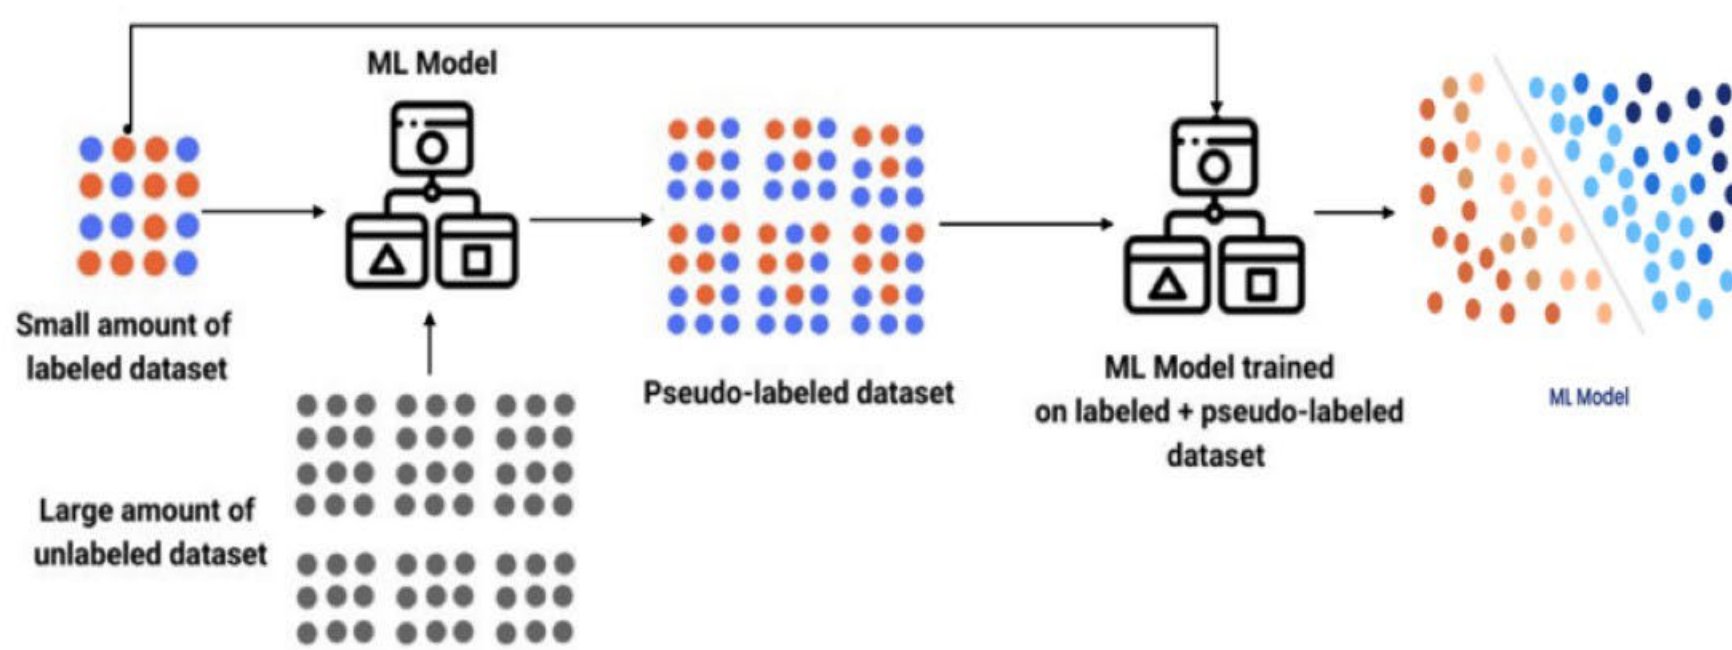 ML Model
Small amount of
labeled dataset
Large amount of
unlabeled dataset
Pseudo-labeled dataset
ML Model trained
on labeled + pseudo-labeled
dataset
ML Model